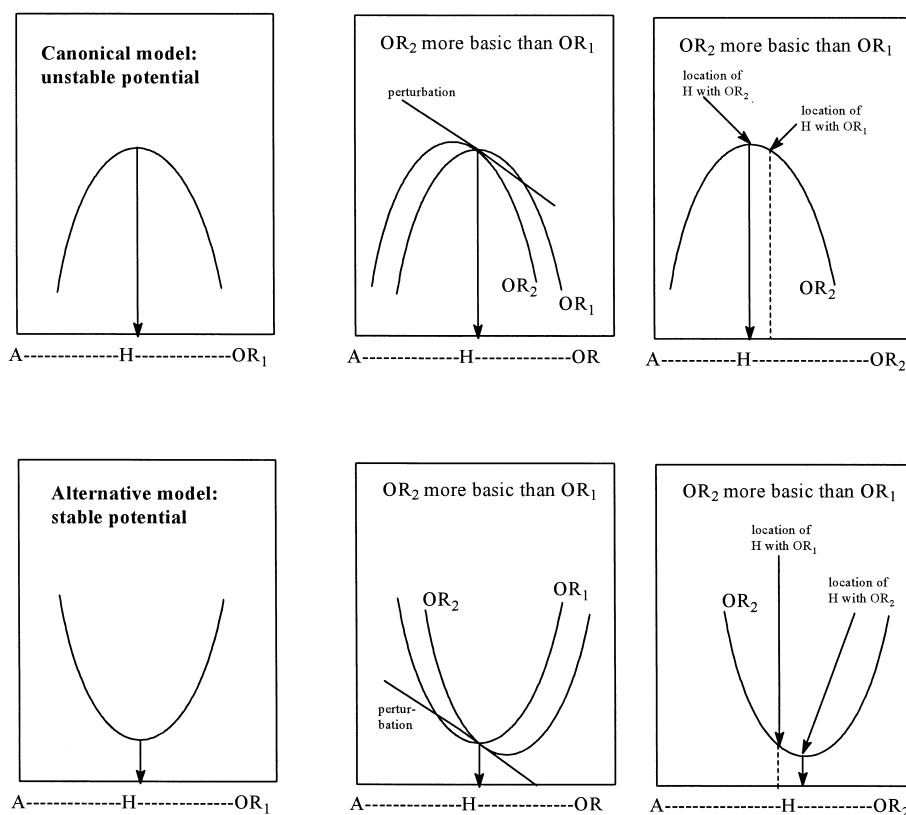 Canonical model:
unstable potential
A-------------H------------OR₁
OR₂ more basic than OR₁
perturbation
OR₂
OR₁
A-------------H-------------OR
OR₂ more basic than OR₁
location of
H with OR₂
location of
H with OR₁
OR₂
A------------H----------------OR₂
Alternative model:
stable potential
A-------------H-------------OR₁
OR₂ more basic than OR₁
OR₂
OR₁
pertur-
bation
A-------------H-------------OR
OR₂ more basic than OR₁
location of
H with OR₁
location of
H with OR₂
OR₂
A-----------------H------------OR₂